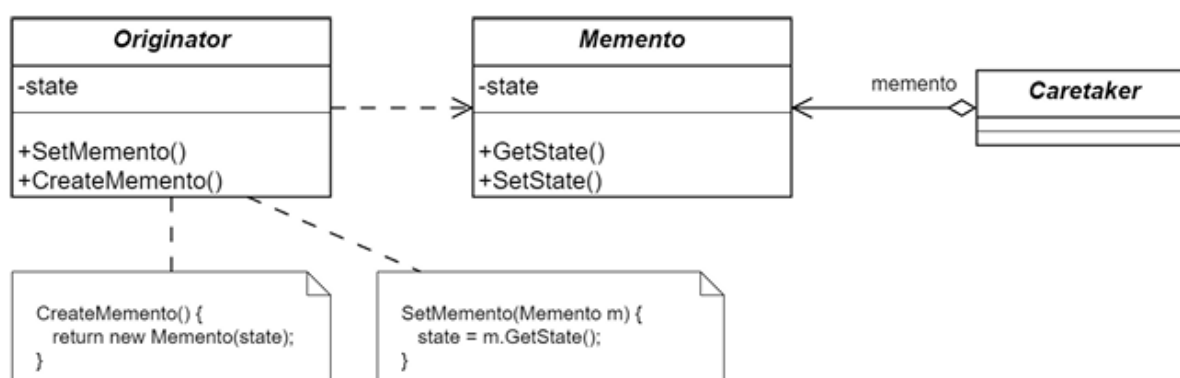 Originator
-state
+SetMemento()
+CreateMemento()
Memento
-state
+GetState()
+SetState()
memento
Caretaker
CreateMemento() {
return new Memento(state);
}
SetMemento(Memento m) {
state = m.GetState();
}